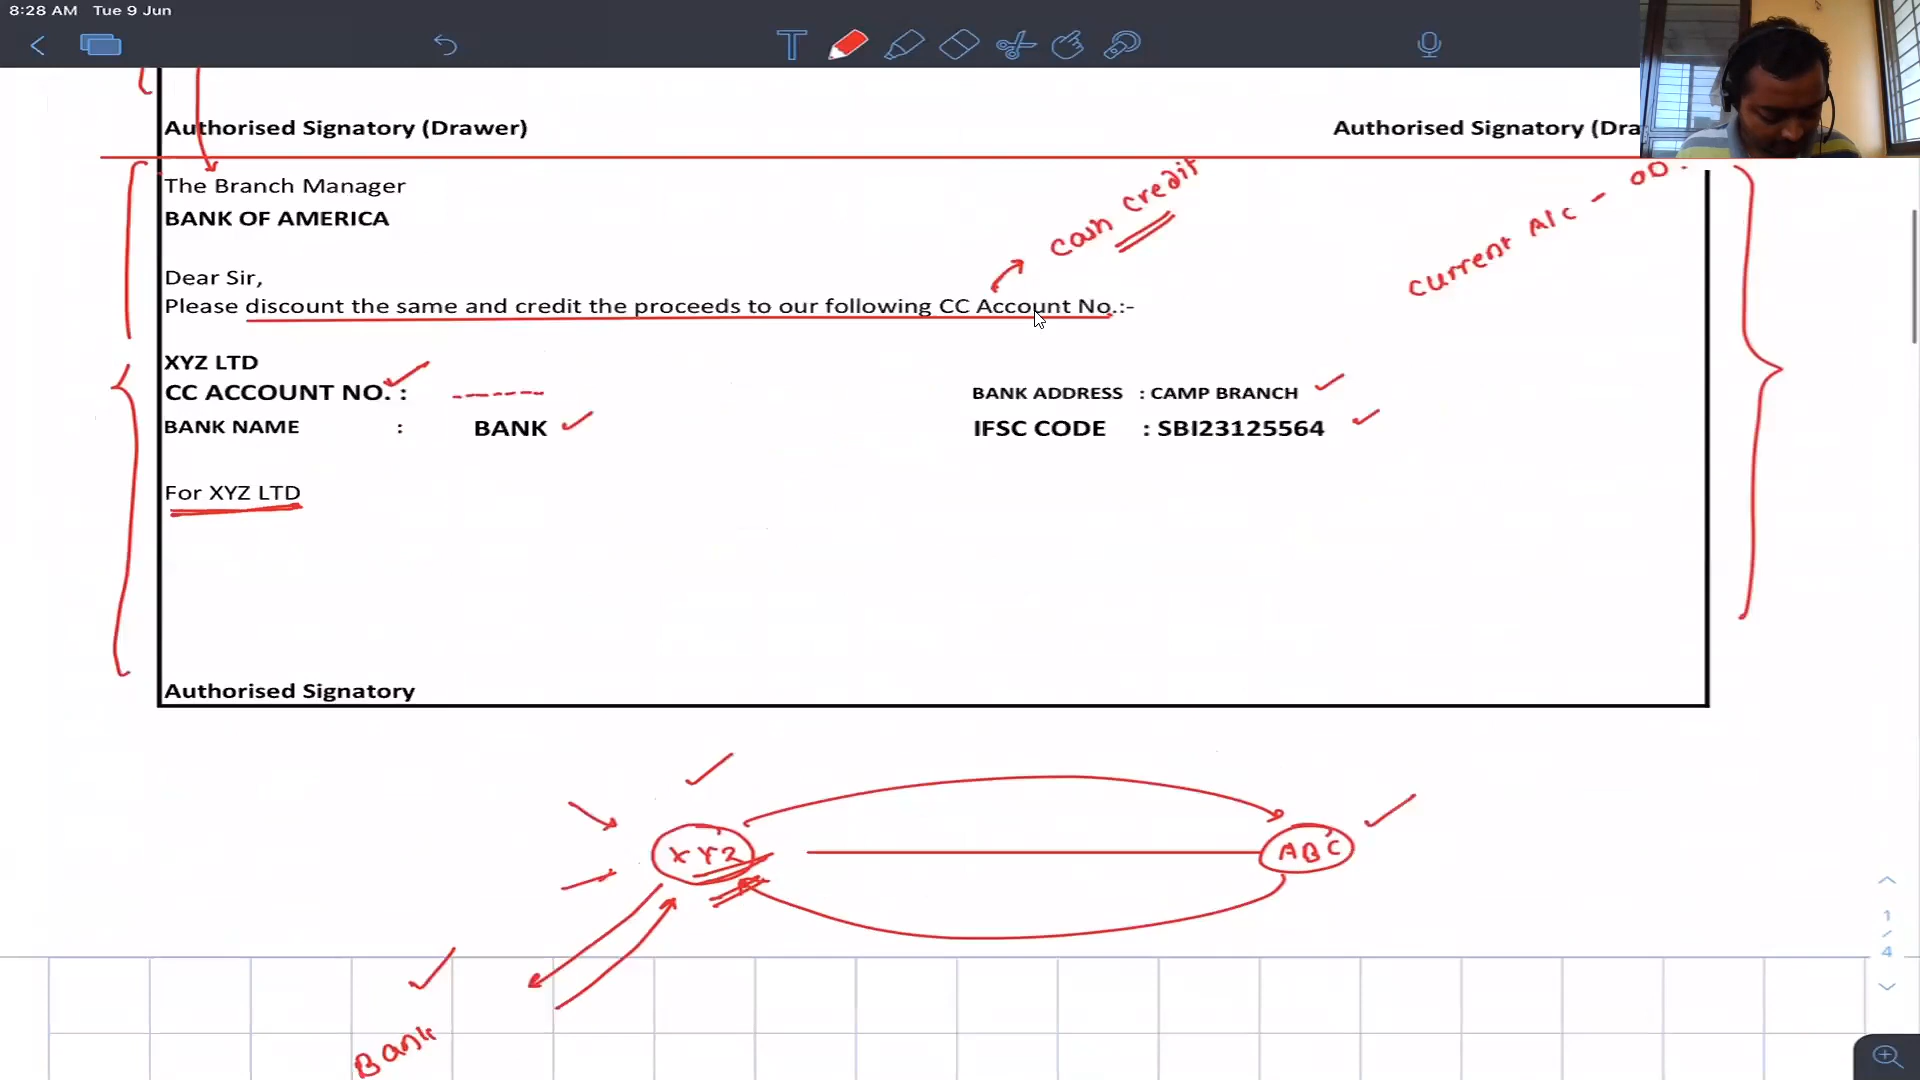 8:28 AM Tue 9 Jun
T
Authorised Signatory (Drawer) Authorised Signatory (Dra
The Branch Manager
BANK OF AMERICA
Cash Credit
Current A/c - OD.
Dear Sir,
Please discount the same and credit the proceeds to our following CC Account No.:-
XYZ LTD
CC ACCOUNT NO. : ------- BANK ADDRESS : CAMP BRANCH
BANK NAME : BANK IFSC CODE : SBI23125564
For XYZ LTD
Authorised Signatory
XYZ ABC
Bank
1
/
4